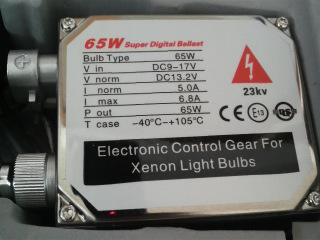 65W Super Digital Ballast
Bulb Type 65W
V in DC9-17V
V norm DC13.2V
I norm 5.0A
I max 6.8A
P out 65W
T case -40°C-+105°C
23kv
CE E13
Electronic Control Gear For
Xenon Light Bulbs